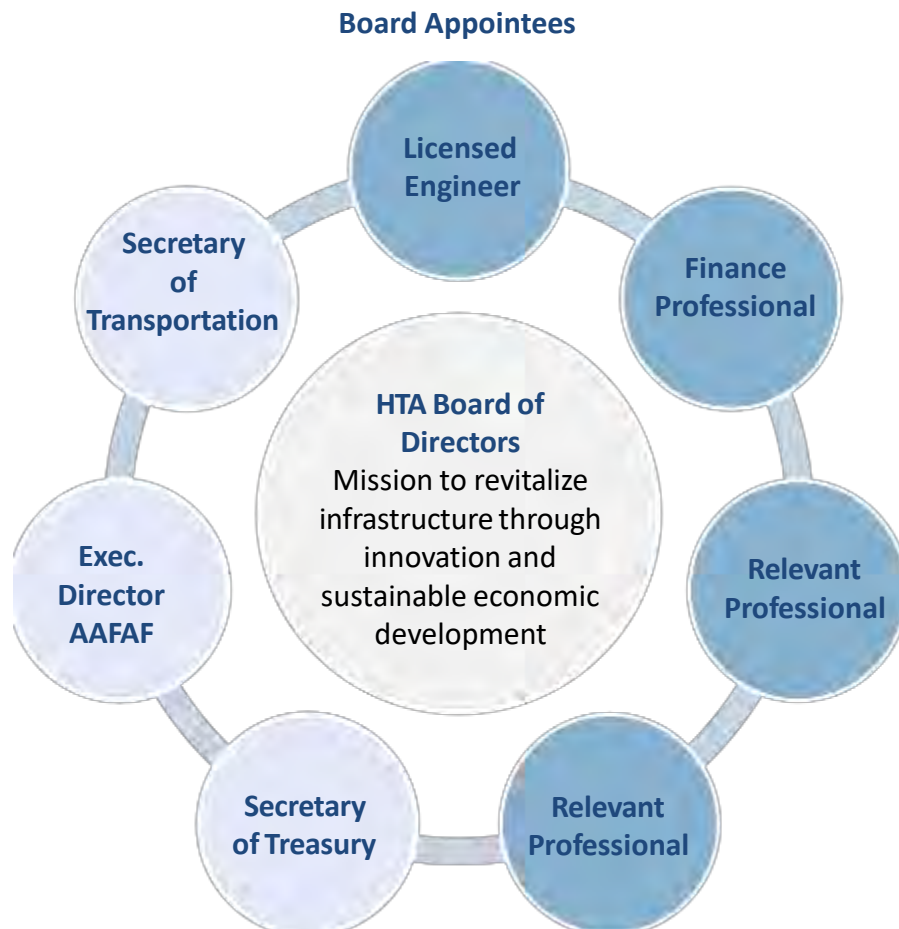 Board Appointees
Licensed
Engineer
Secretary
of
Transportation
Finance
Professional
HTA Board of
Directors
Mission to revitalize
infrastructure through
innovation and
sustainable economic
development
Exec.
Director
AAFAF
Relevant
Professional
Secretary
of Treasury
Relevant
Professional